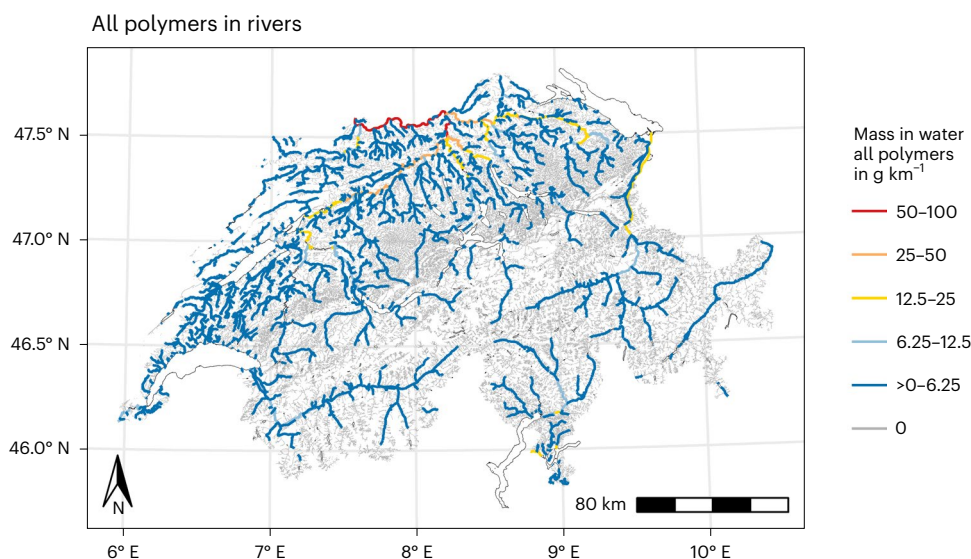 All polymers in rivers
47.5° N
47.0° N
46.5° N
46.0° N
6° E
7° E
8° E
9° E
10° E
N
80 km
Mass in water
all polymers
in g km⁻¹
50–100
25–50
12.5–25
6.25–12.5
>0–6.25
0